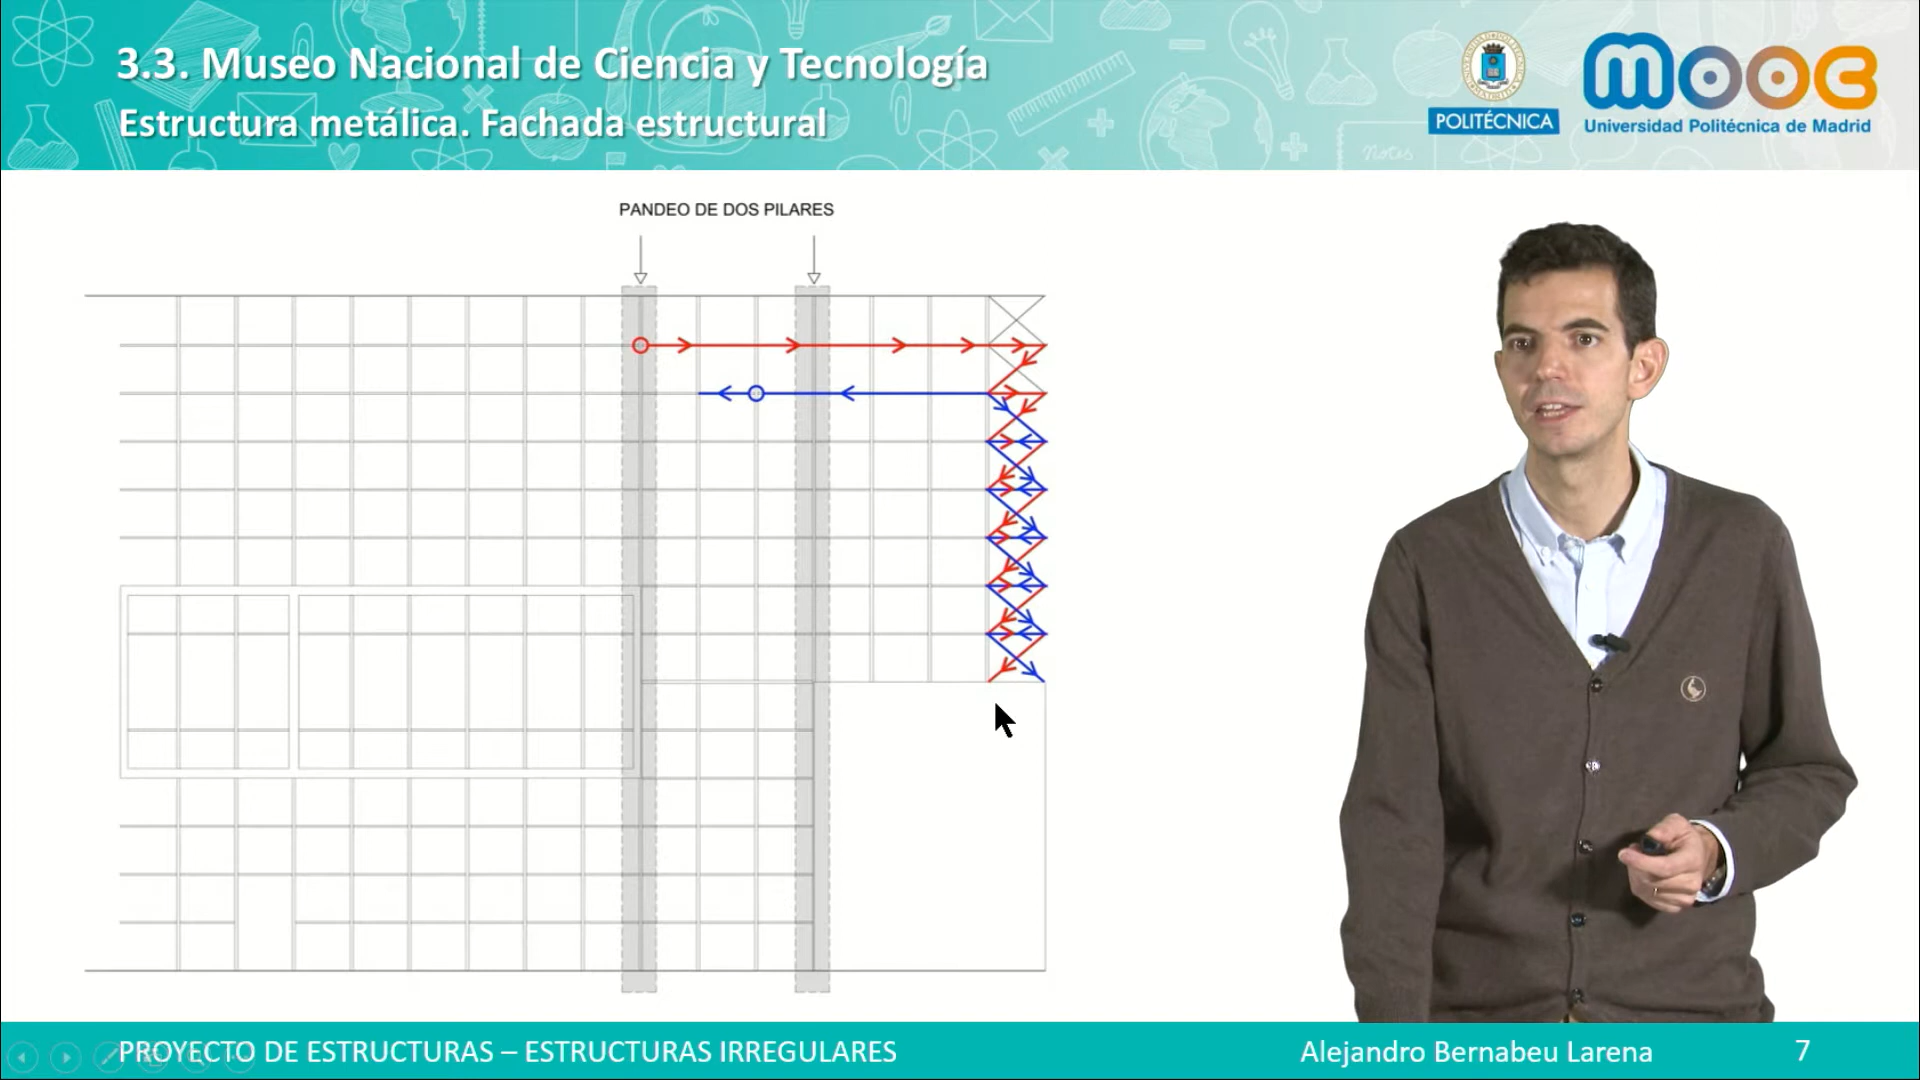 3.3. Museo Nacional de Ciencia y Tecnología
Estructura metálica. Fachada estructural
POLITÉCNICA
mooc
Universidad Politécnica de Madrid
Notes
PANDEO DE DOS PILARES
PROYECTO DE ESTRUCTURAS – ESTRUCTURAS IRREGULARES
Alejandro Bernabeu Larena
7